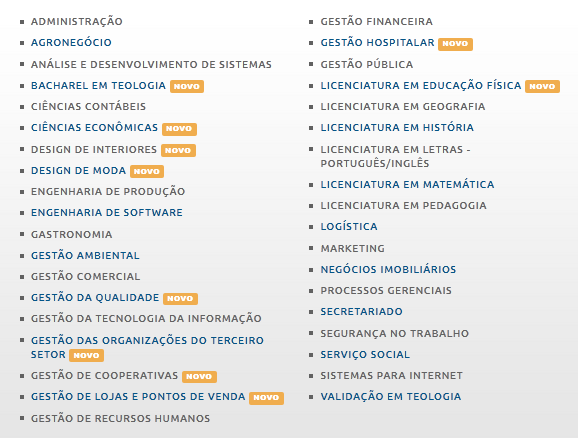 ADMINISTRAÇÃO
AGRONEGÓCIO
ANÁLISE E DESENVOLVIMENTO DE SISTEMAS
BACHAREL EM TEOLOGIA NOVO
CIÊNCIAS CONTÁBEIS
CIÊNCIAS ECONÔMICAS NOVO
DESIGN DE INTERIORES NOVO
DESIGN DE MODA NOVO
ENGENHARIA DE PRODUÇÃO
ENGENHARIA DE SOFTWARE
GASTRONOMIA
GESTÃO AMBIENTAL
GESTÃO COMERCIAL
GESTÃO DA QUALIDADE NOVO
GESTÃO DA TECNOLOGIA DA INFORMAÇÃO
GESTÃO DAS ORGANIZAÇÕES DO TERCEIRO
SETOR NOVO
GESTÃO DE COOPERATIVAS NOVO
GESTÃO DE LOJAS E PONTOS DE VENDA NOVO
GESTÃO DE RECURSOS HUMANOS
GESTÃO FINANCEIRA
GESTÃO HOSPITALAR NOVO
GESTÃO PÚBLICA
LICENCIATURA EM EDUCAÇÃO FÍSICA NOVO
LICENCIATURA EM GEOGRAFIA
LICENCIATURA EM HISTÓRIA
LICENCIATURA EM LETRAS -
PORTUGUÊS/INGLÊS
LICENCIATURA EM MATEMÁTICA
LICENCIATURA EM PEDAGOGIA
LOGÍSTICA
MARKETING
NEGÓCIOS IMOBILIÁRIOS
PROCESSOS GERENCIAIS
SECRETARIADO
SEGURANÇA NO TRABALHO
SERVIÇO SOCIAL
SISTEMAS PARA INTERNET
VALIDAÇÃO EM TEOLOGIA